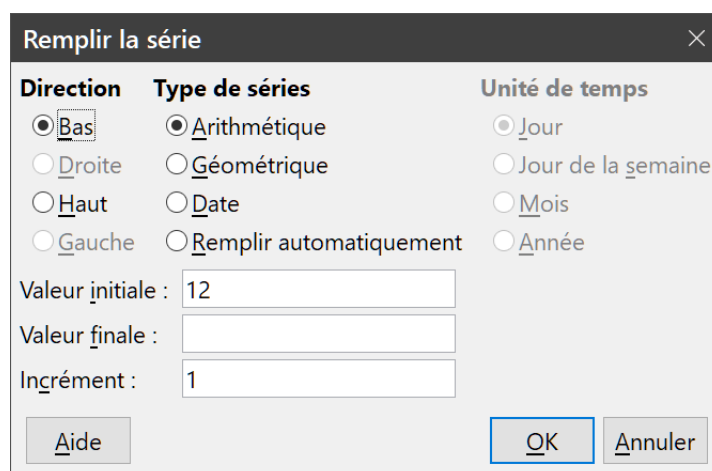 Remplir la série
Direction Type de séries Unité de temps
Bas Arithmétique Jour
Droite Géométrique Jour de la semaine
Haut Date Mois
Gauche Remplir automatiquement Année
Valeur initiale : 12
Valeur finale :
Incrément : 1
Aide OK Annuler